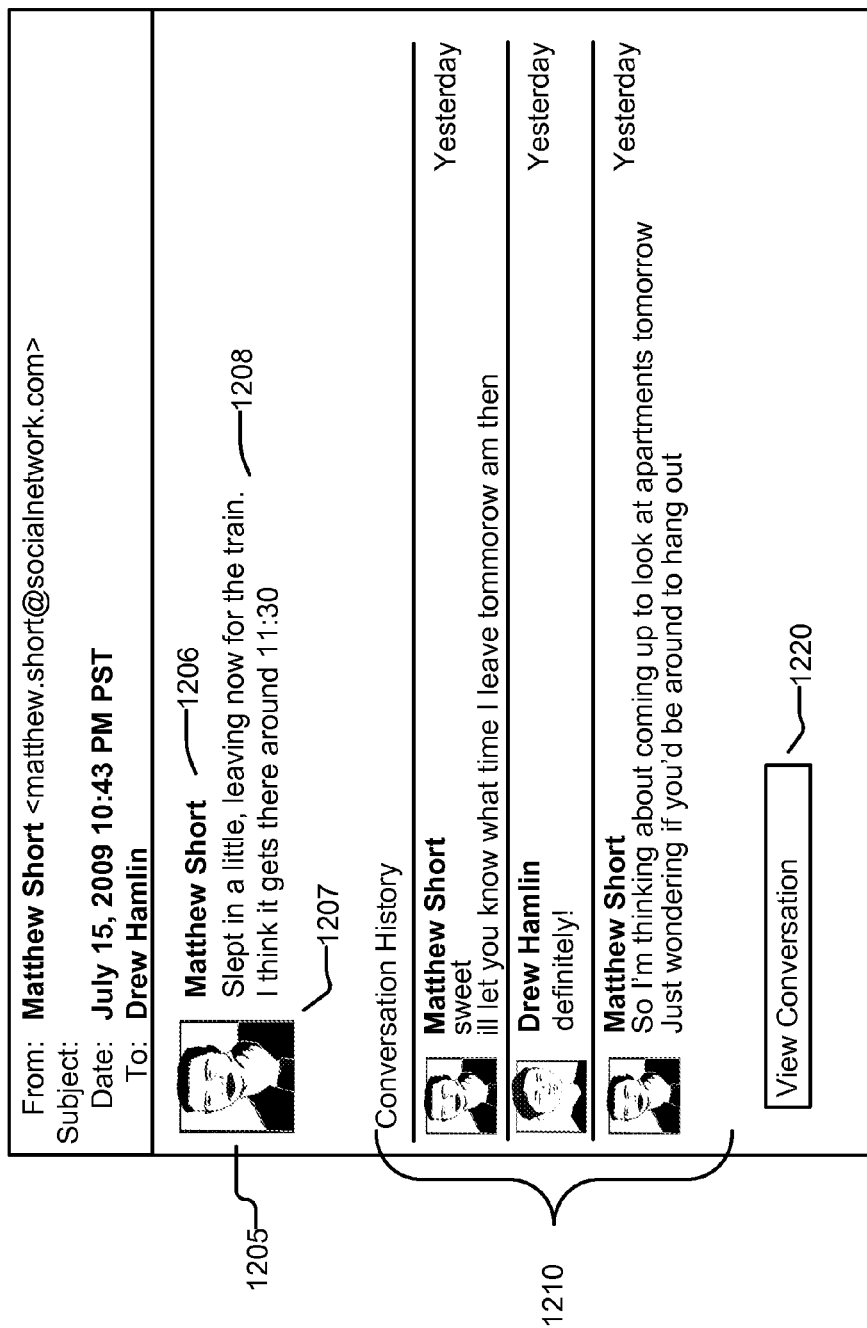 From: Matthew Short <matthew.short@socialnetwork.com>
Subject:
Date: July 15, 2009 10:43 PM PST
To: Drew Hamlin
1205
Matthew Short
1206
Slept in a little, leaving now for the train.
1208
I think it gets there around 11:30
1207
1210
Conversation History
Matthew Short
Yesterday
sweet
ill let you know what time I leave tommorow am then
Drew Hamlin
Yesterday
definitely!
Matthew Short
Yesterday
So I'm thinking about coming up to look at apartments tomorrow
Just wondering if you'd be around to hang out
View Conversation
1220